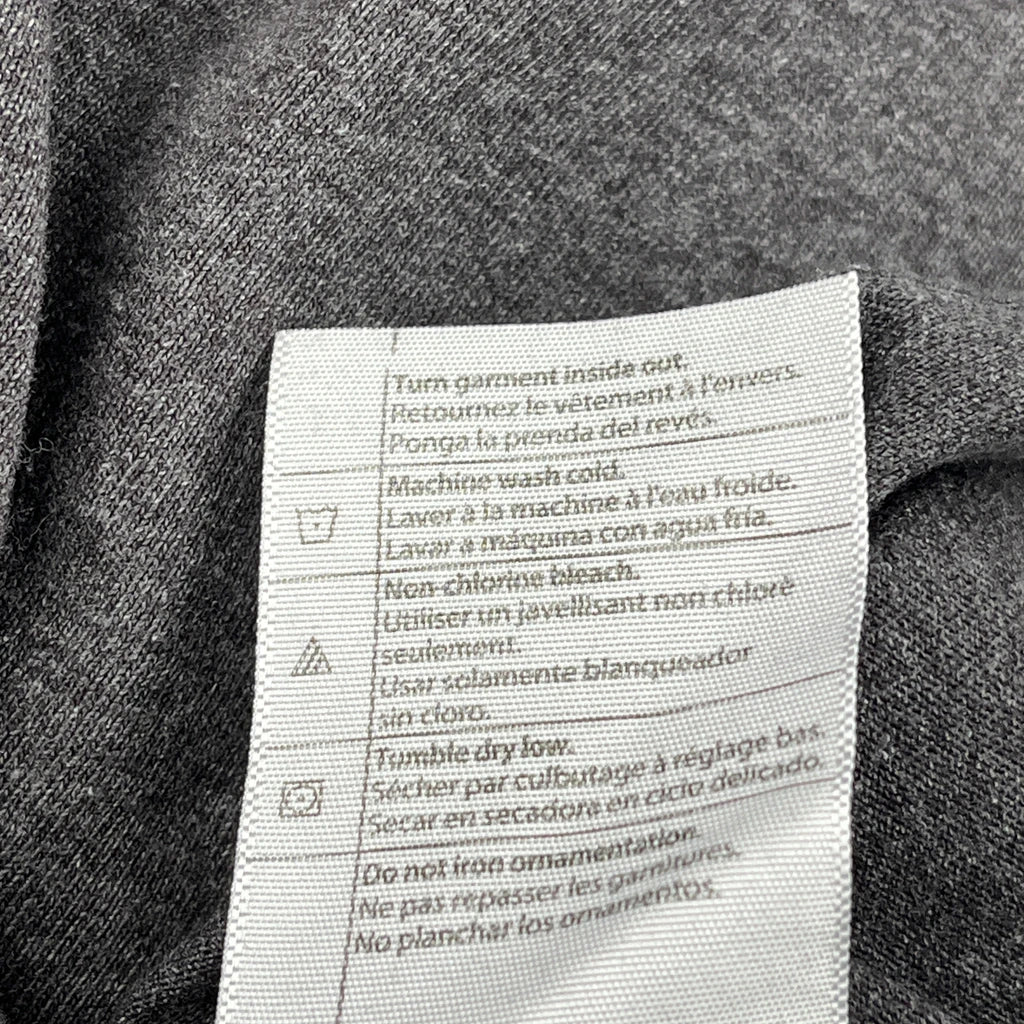 Turn garment inside out.
Retournez le vêtement à l'envers.
Ponga la prenda del revés.
Machine wash cold.
Laver à la machine à l'eau froide.
Lavar a máquina con agua fría.
Non-chlorine bleach.
Utiliser un javellisant non chloré
seulement.
Usar solamente blanqueador
sin cloro.
Tumble dry low.
Sécher par culbutage à réglage bas.
Secar en secadora en ciclo delicado.
Do not iron ornamentation.
Ne pas repasser les garnitures.
No planchar los ornamentos.